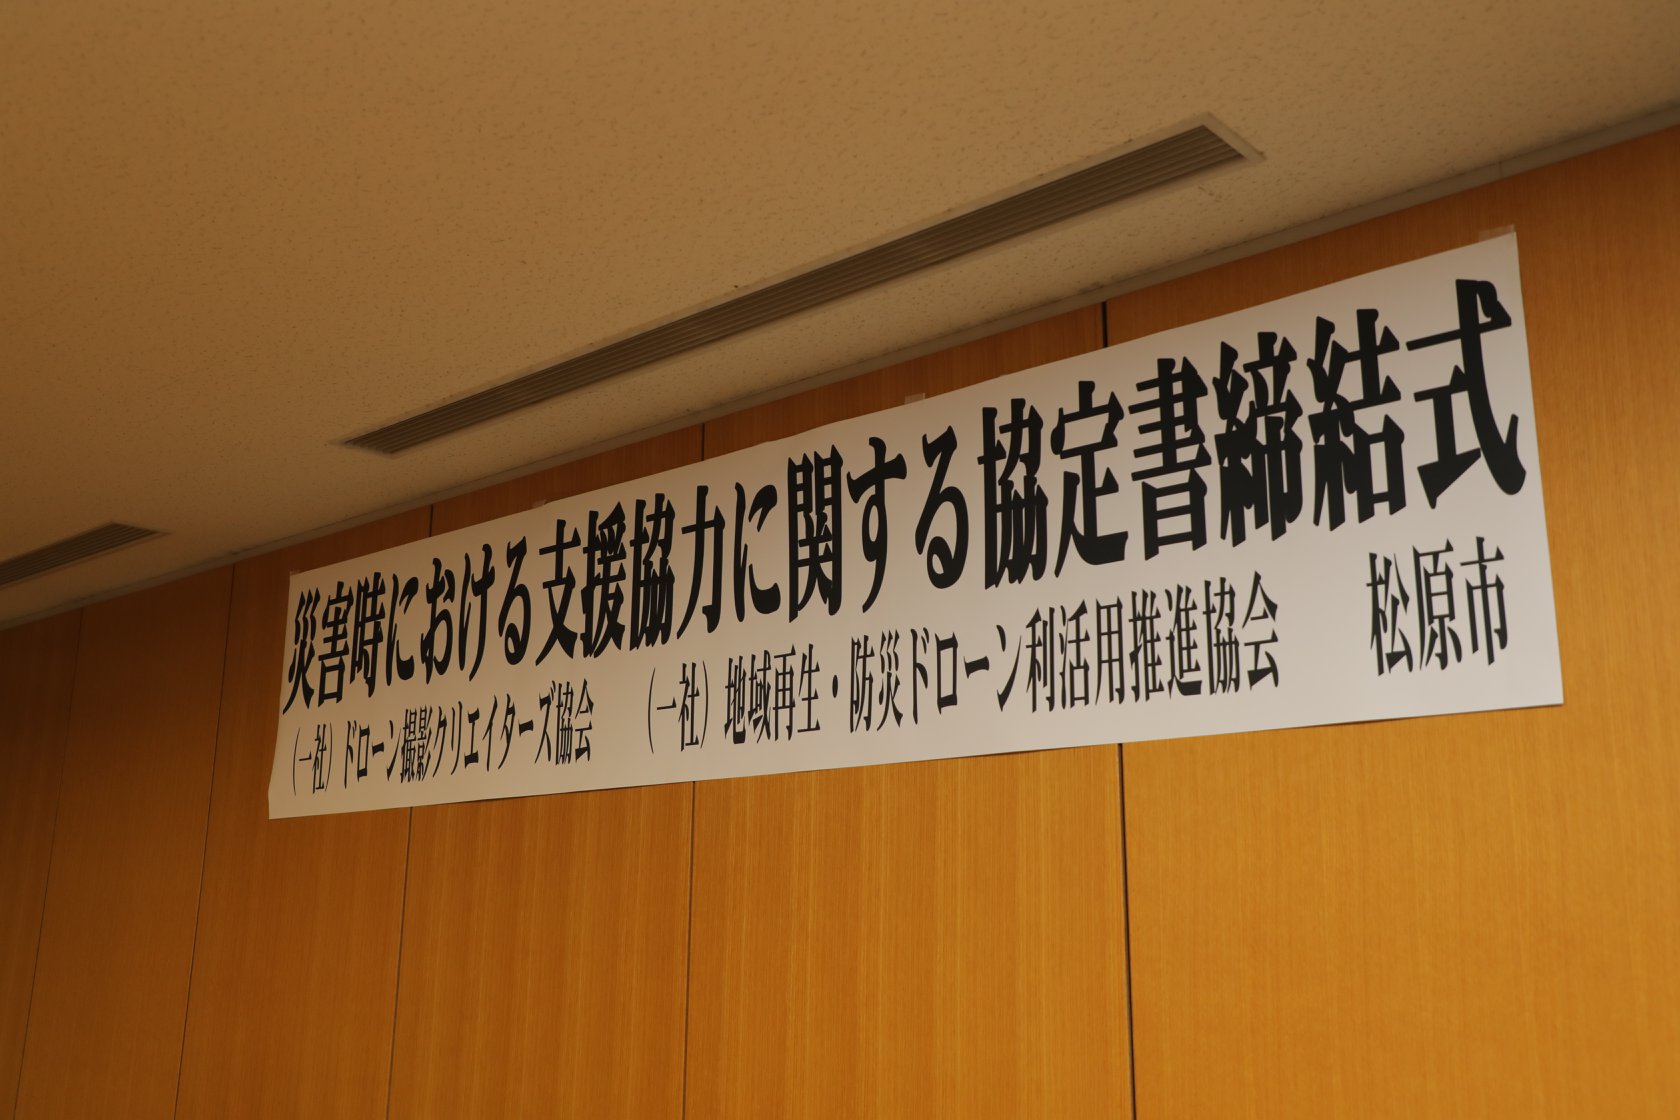 災害時における支援協力に関する協定書締結式
（一社）ドローン撮影クリエイターズ協会　（一社）地域再生・防災ドローン利活用推進協会　松原市